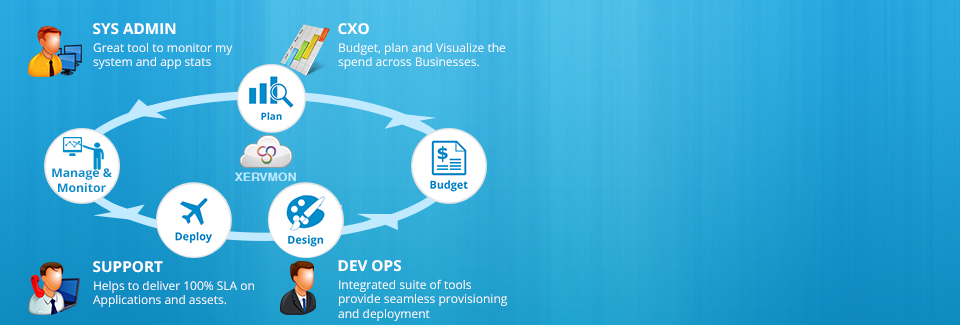 SYS ADMIN
Great tool to monitor my
system and app stats
CXO
Budget, plan and Visualize the
spend across Businesses.
Plan
Manage &
Monitor
XERVMON
$
Budget
Deploy
Design
SUPPORT
Helps to deliver 100% SLA on
Applications and assets.
DEV OPS
Integrated suite of tools
provide seamless provisioning
and deployment